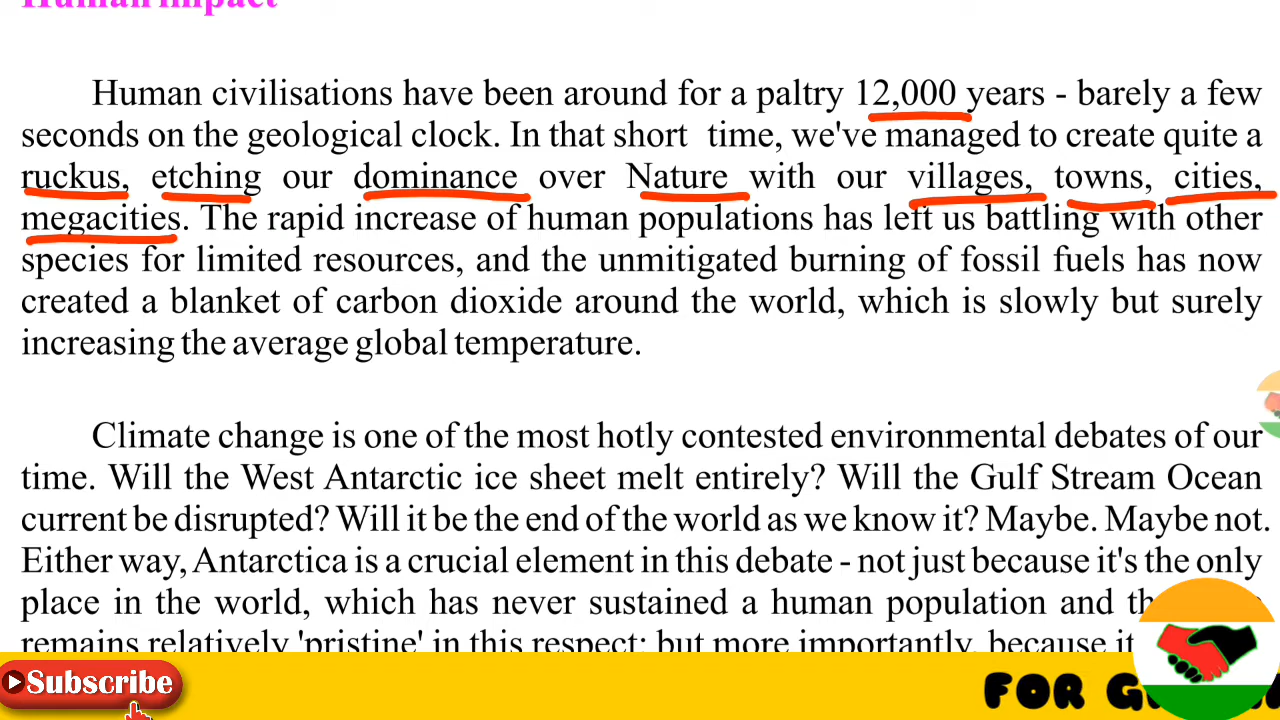 Human impact
Human civilisations have been around for a paltry 12,000 years - barely a few
seconds on the geological clock. In that short time, we've managed to create quite a
ruckus, etching our dominance over Nature with our villages, towns, cities,
megacities. The rapid increase of human populations has left us battling with other
species for limited resources, and the unmitigated burning of fossil fuels has now
created a blanket of carbon dioxide around the world, which is slowly but surely
increasing the average global temperature.
Climate change is one of the most hotly contested environmental debates of our
time. Will the West Antarctic ice sheet melt entirely? Will the Gulf Stream Ocean
current be disrupted? Will it be the end of the world as we know it? Maybe. Maybe not.
Either way, Antarctica is a crucial element in this debate - not just because it's the only
place in the world, which has never sustained a human population and
remains relatively 'pristine' in this respect; but more importantly, because it
Subscribe
FOR